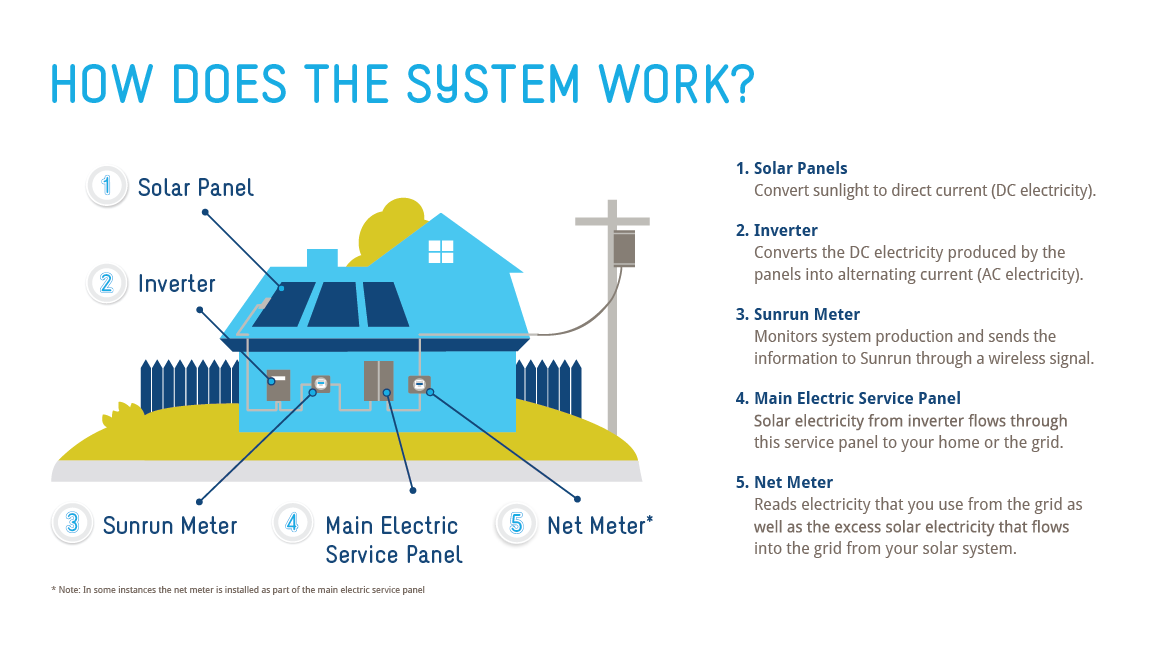 HOW DOES THE SYSTEM WORK?
1 Solar Panel
2 Inverter
3 Sunrun Meter
4 Main Electric
Service Panel
5 Net Meter*
* Note: In some instances the net meter is installed as part of the main electric service panel
1. Solar Panels
Convert sunlight to direct current (DC electricity).
2. Inverter
Converts the DC electricity produced by the
panels into alternating current (AC electricity).
3. Sunrun Meter
Monitors system production and sends the
information to Sunrun through a wireless signal.
4. Main Electric Service Panel
Solar electricity from inverter flows through
this service panel to your home or the grid.
5. Net Meter
Reads electricity that you use from the grid as
well as the excess solar electricity that flows
into the grid from your solar system.